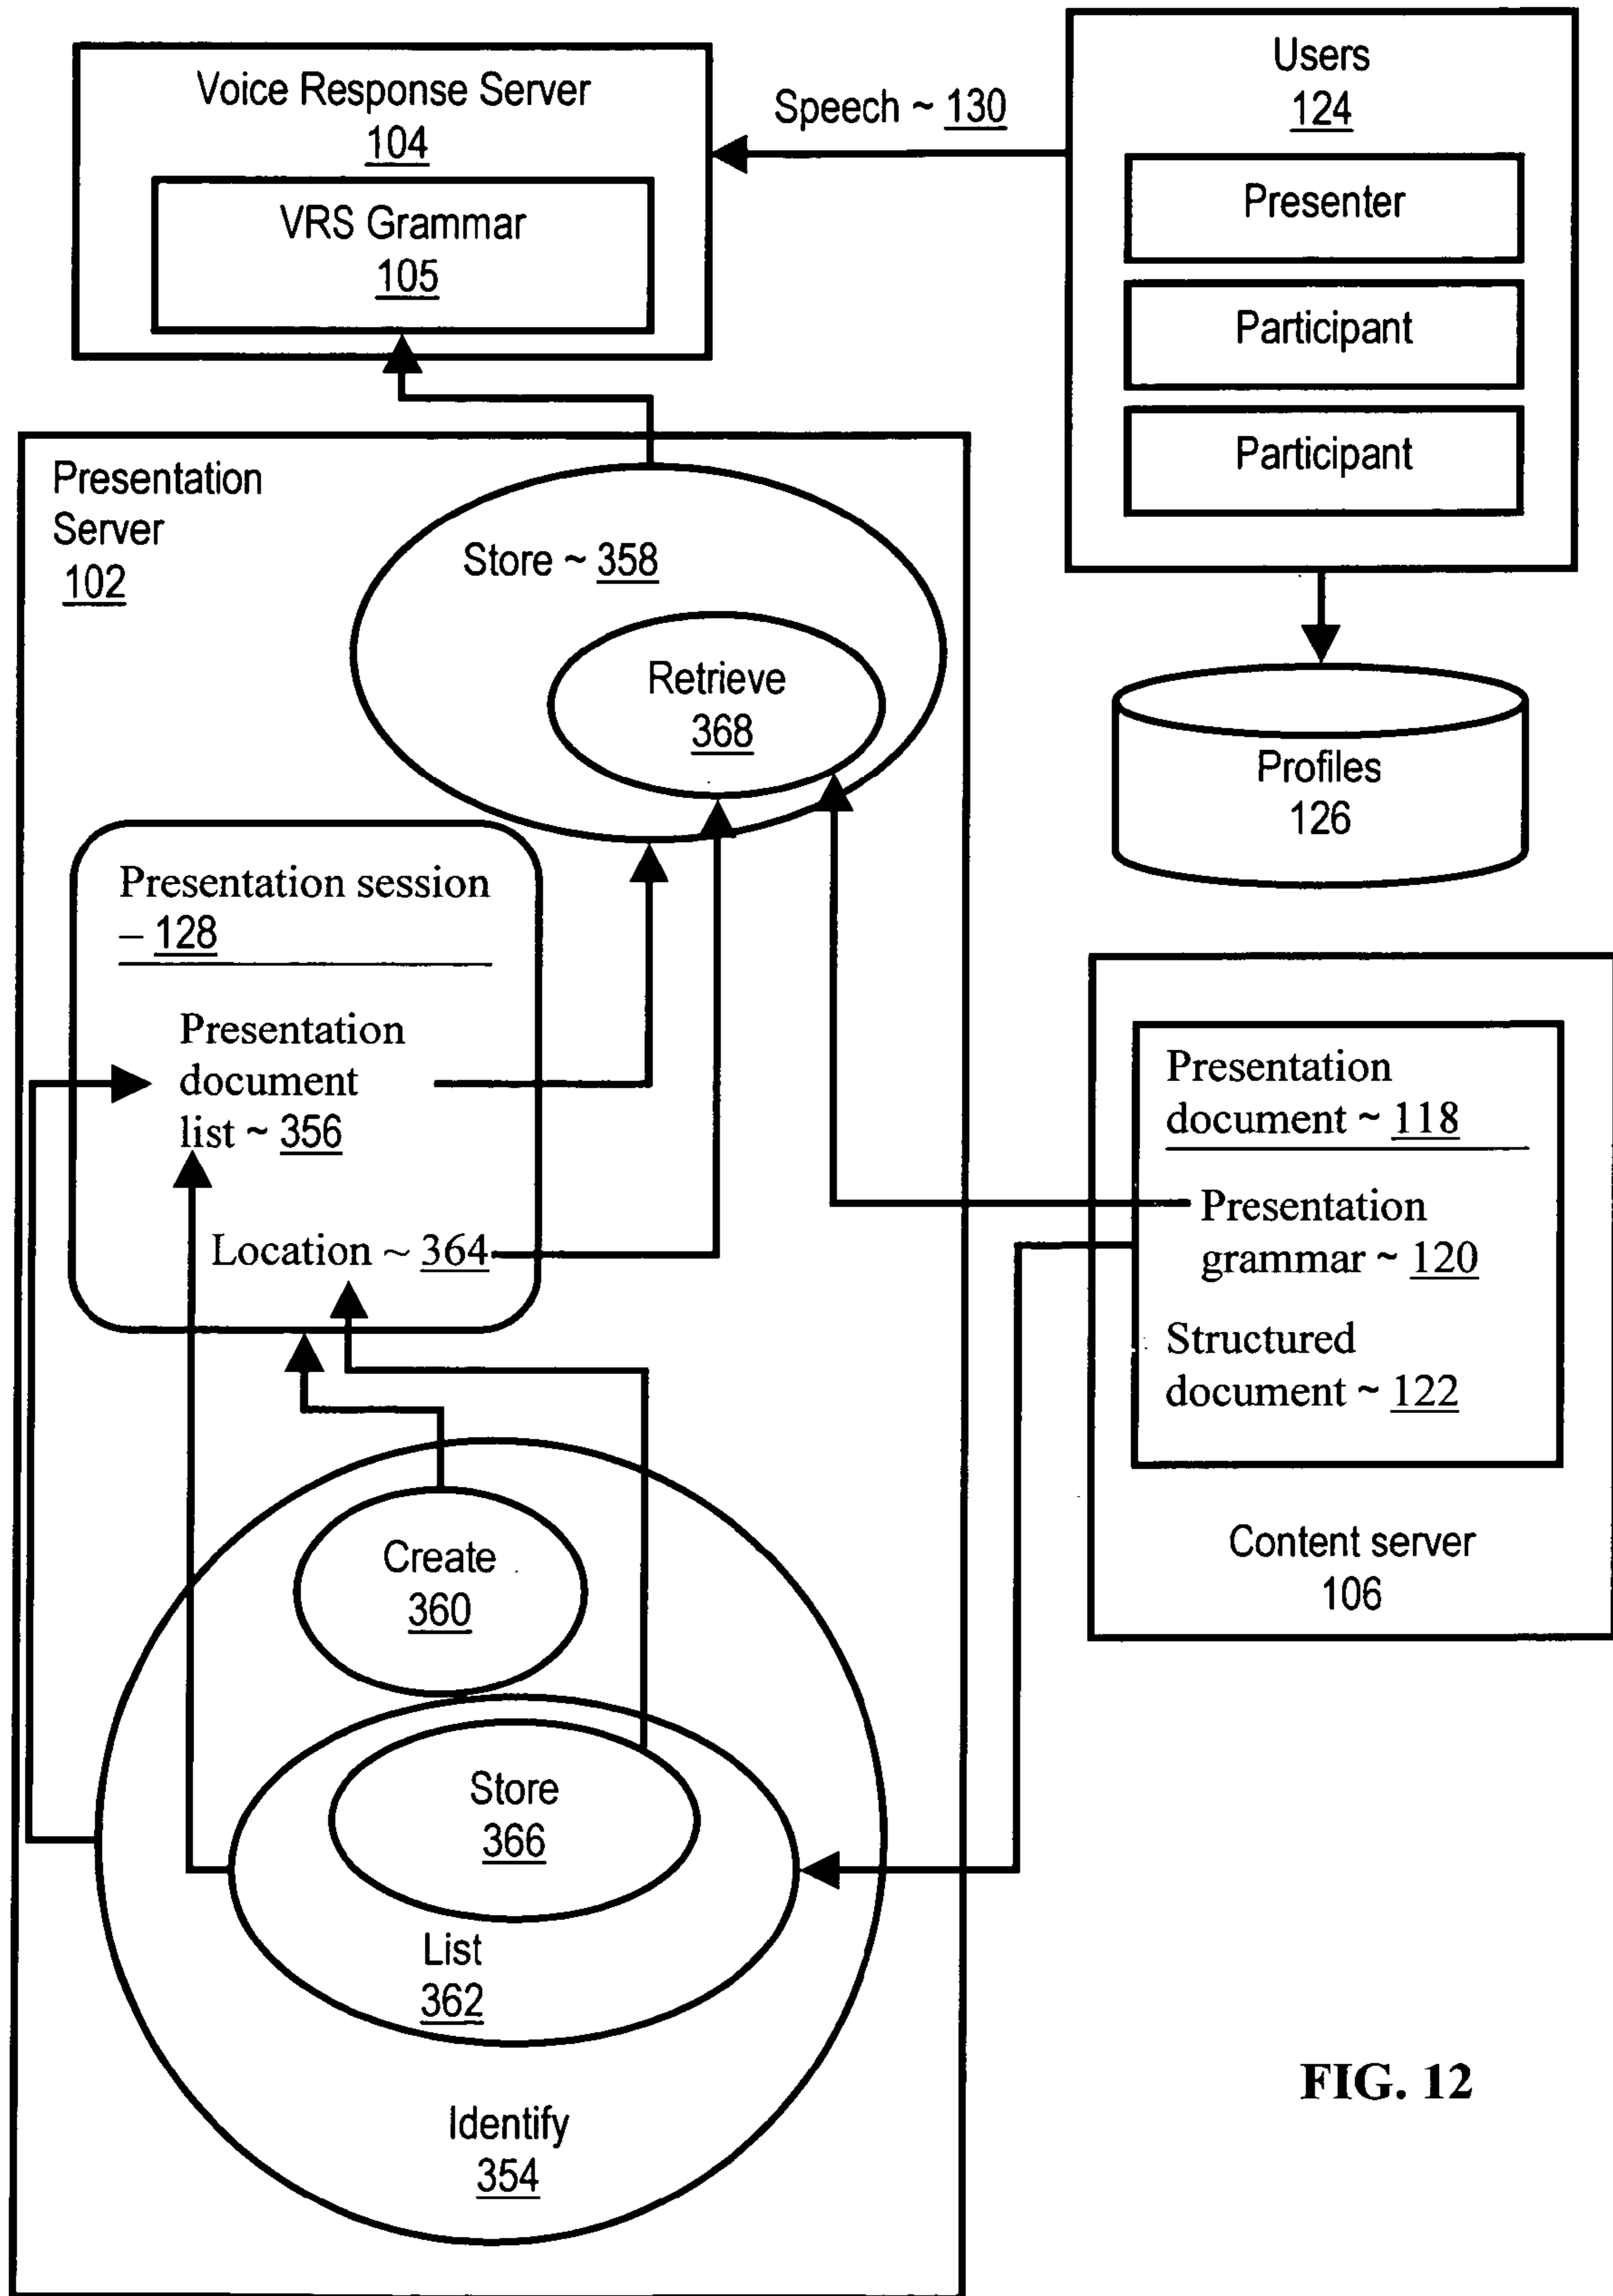 Voice Response Server
104
VRS Grammar
105
Speech ~ 130
Users
124
Presenter
Participant
Participant
Profiles
126
Presentation
Server
102
Store ~ 358
Retrieve
368
Presentation session
– 128
Presentation
document
list ~ 356
Location ~ 364
Presentation
document ~ 118
Presentation
grammar ~ 120
Structured
document ~ 122
Content server
106
Create
360
Store
366
List
362
Identify
354
FIG. 12